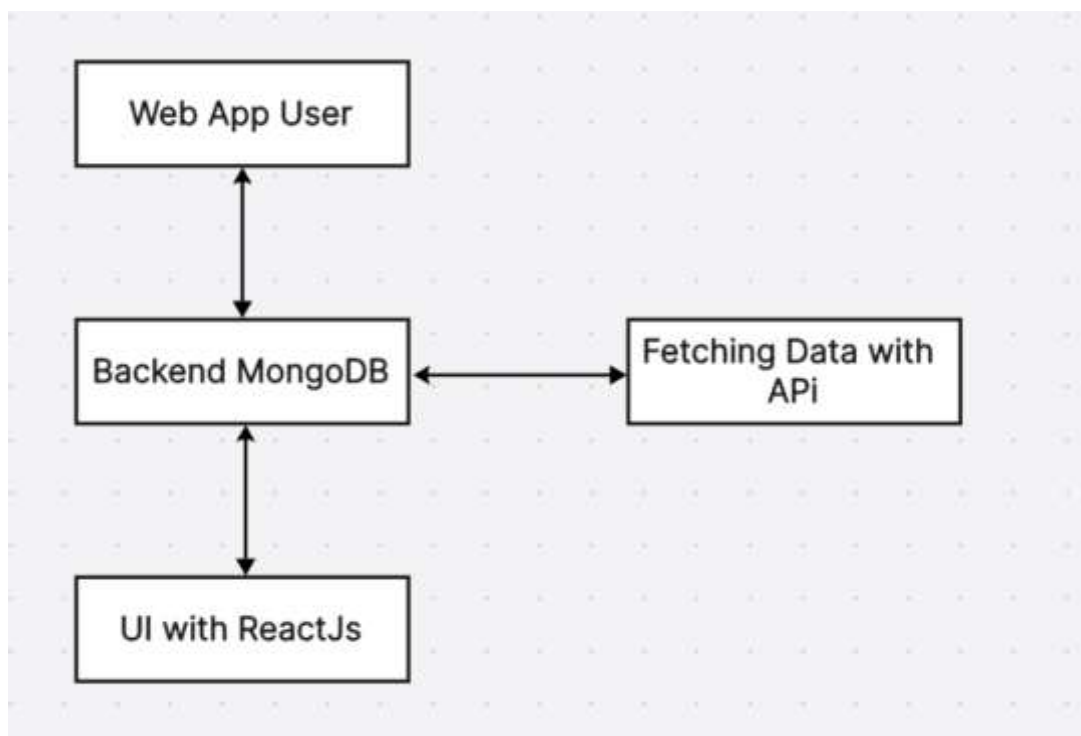 Web App User
Backend MongoDB
Fetching Data with
APi
UI with ReactJs